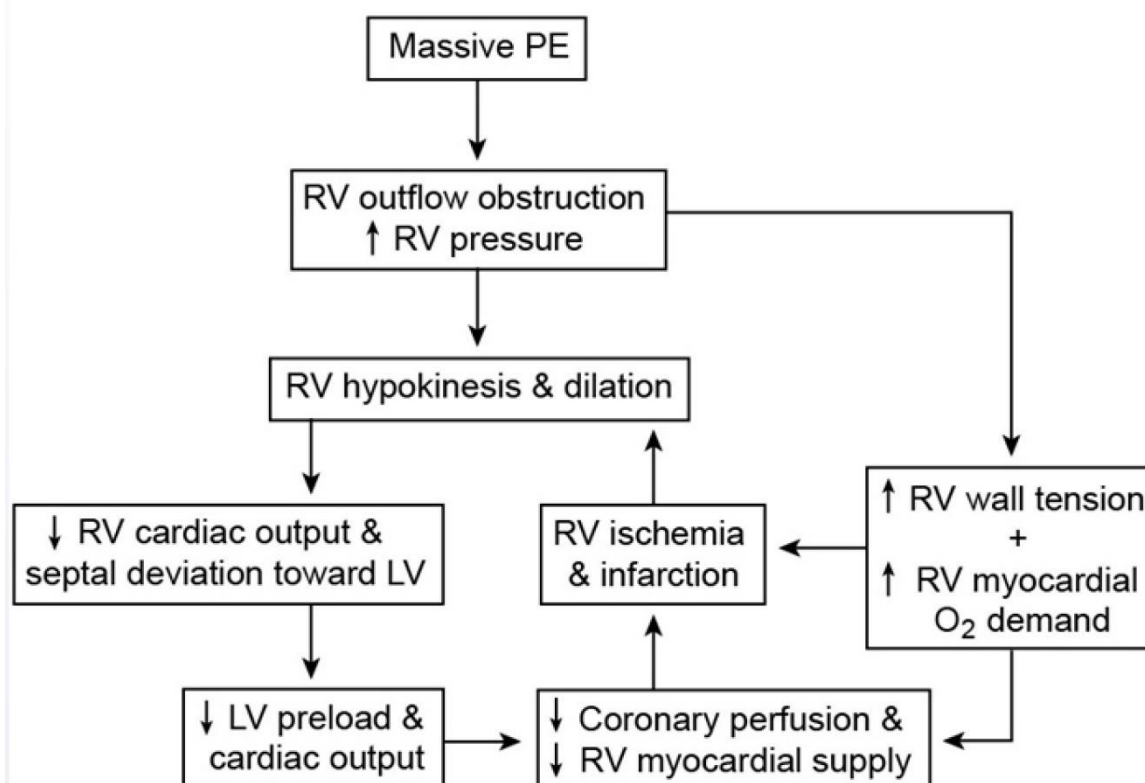 Massive PE
RV outflow obstruction
↑ RV pressure
RV hypokinesis & dilation
↓ RV cardiac output &
septal deviation toward LV
RV ischemia
& infarction
↑ RV wall tension
+
↑ RV myocardial
O₂ demand
↓ LV preload &
cardiac output
↓ Coronary perfusion &
↓ RV myocardial supply